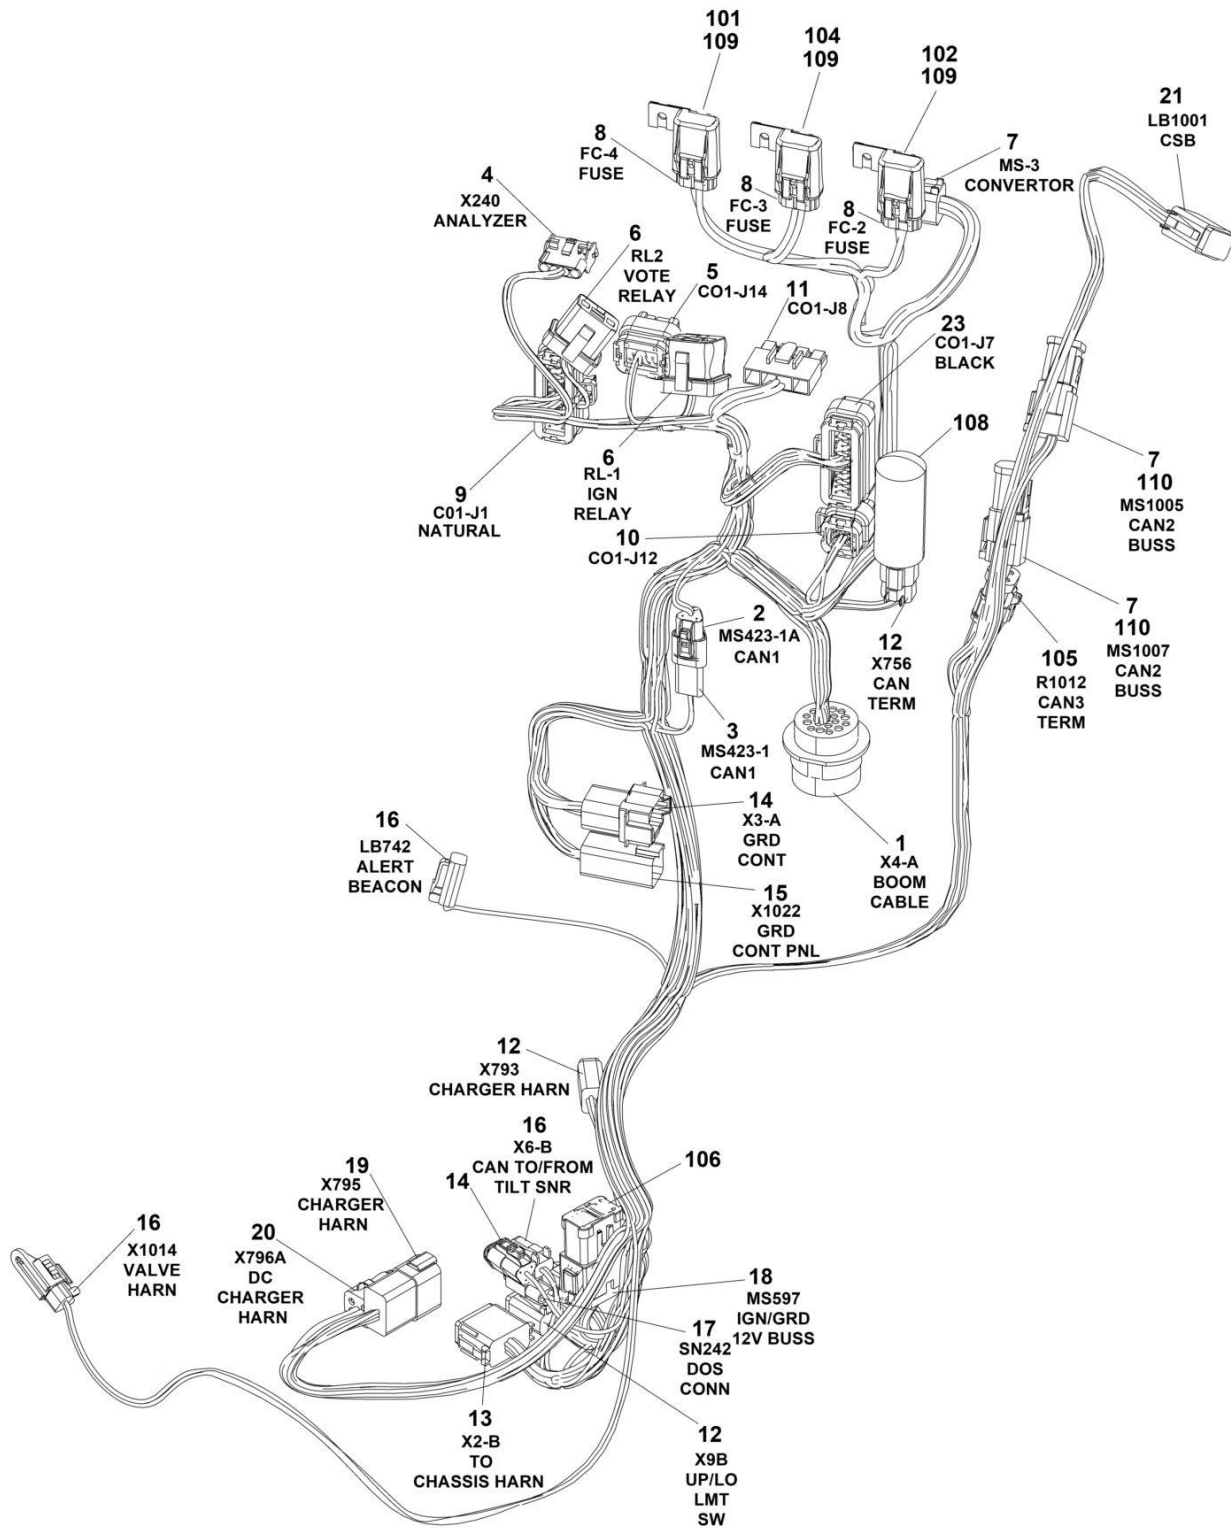 101
109
104
109
102
109
8
FC-4
FUSE
8
FC-3
FUSE
8
FC-2
FUSE
7
MS-3
CONVERTOR
21
LB1001
CSB
4
X240
ANALYZER
6
RL2
VOTE
RELAY
5
CO1-J14
11
CO1-J8
23
CO1-J7
BLACK
108
9
C01-J1
NATURAL
6
RL-1
IGN
RELAY
10
CO1-J12
7
110
MS1005
CAN2
BUSS
7
110
MS1007
CAN2
BUSS
2
MS423-1A
CAN1
12
X756
CAN
TERM
105
R1012
CAN3
TERM
3
MS423-1
CAN1
14
X3-A
GRD
CONT
1
X4-A
BOOM
CABLE
16
LB742
ALERT
BEACON
15
X1022
GRD
CONT PNL
12
X793
CHARGER HARN
16
X6-B
CAN TO/FROM
TILT SNR
106
14
19
X795
CHARGER
HARN
20
X796A
DC
CHARGER
HARN
16
X1014
VALVE
HARN
18
MS597
IGN/GRD
12V BUSS
17
SN242
DOS
CONN
13
X2-B
TO
CHASSIS HARN
12
X9B
UP/LO
LMT
SW